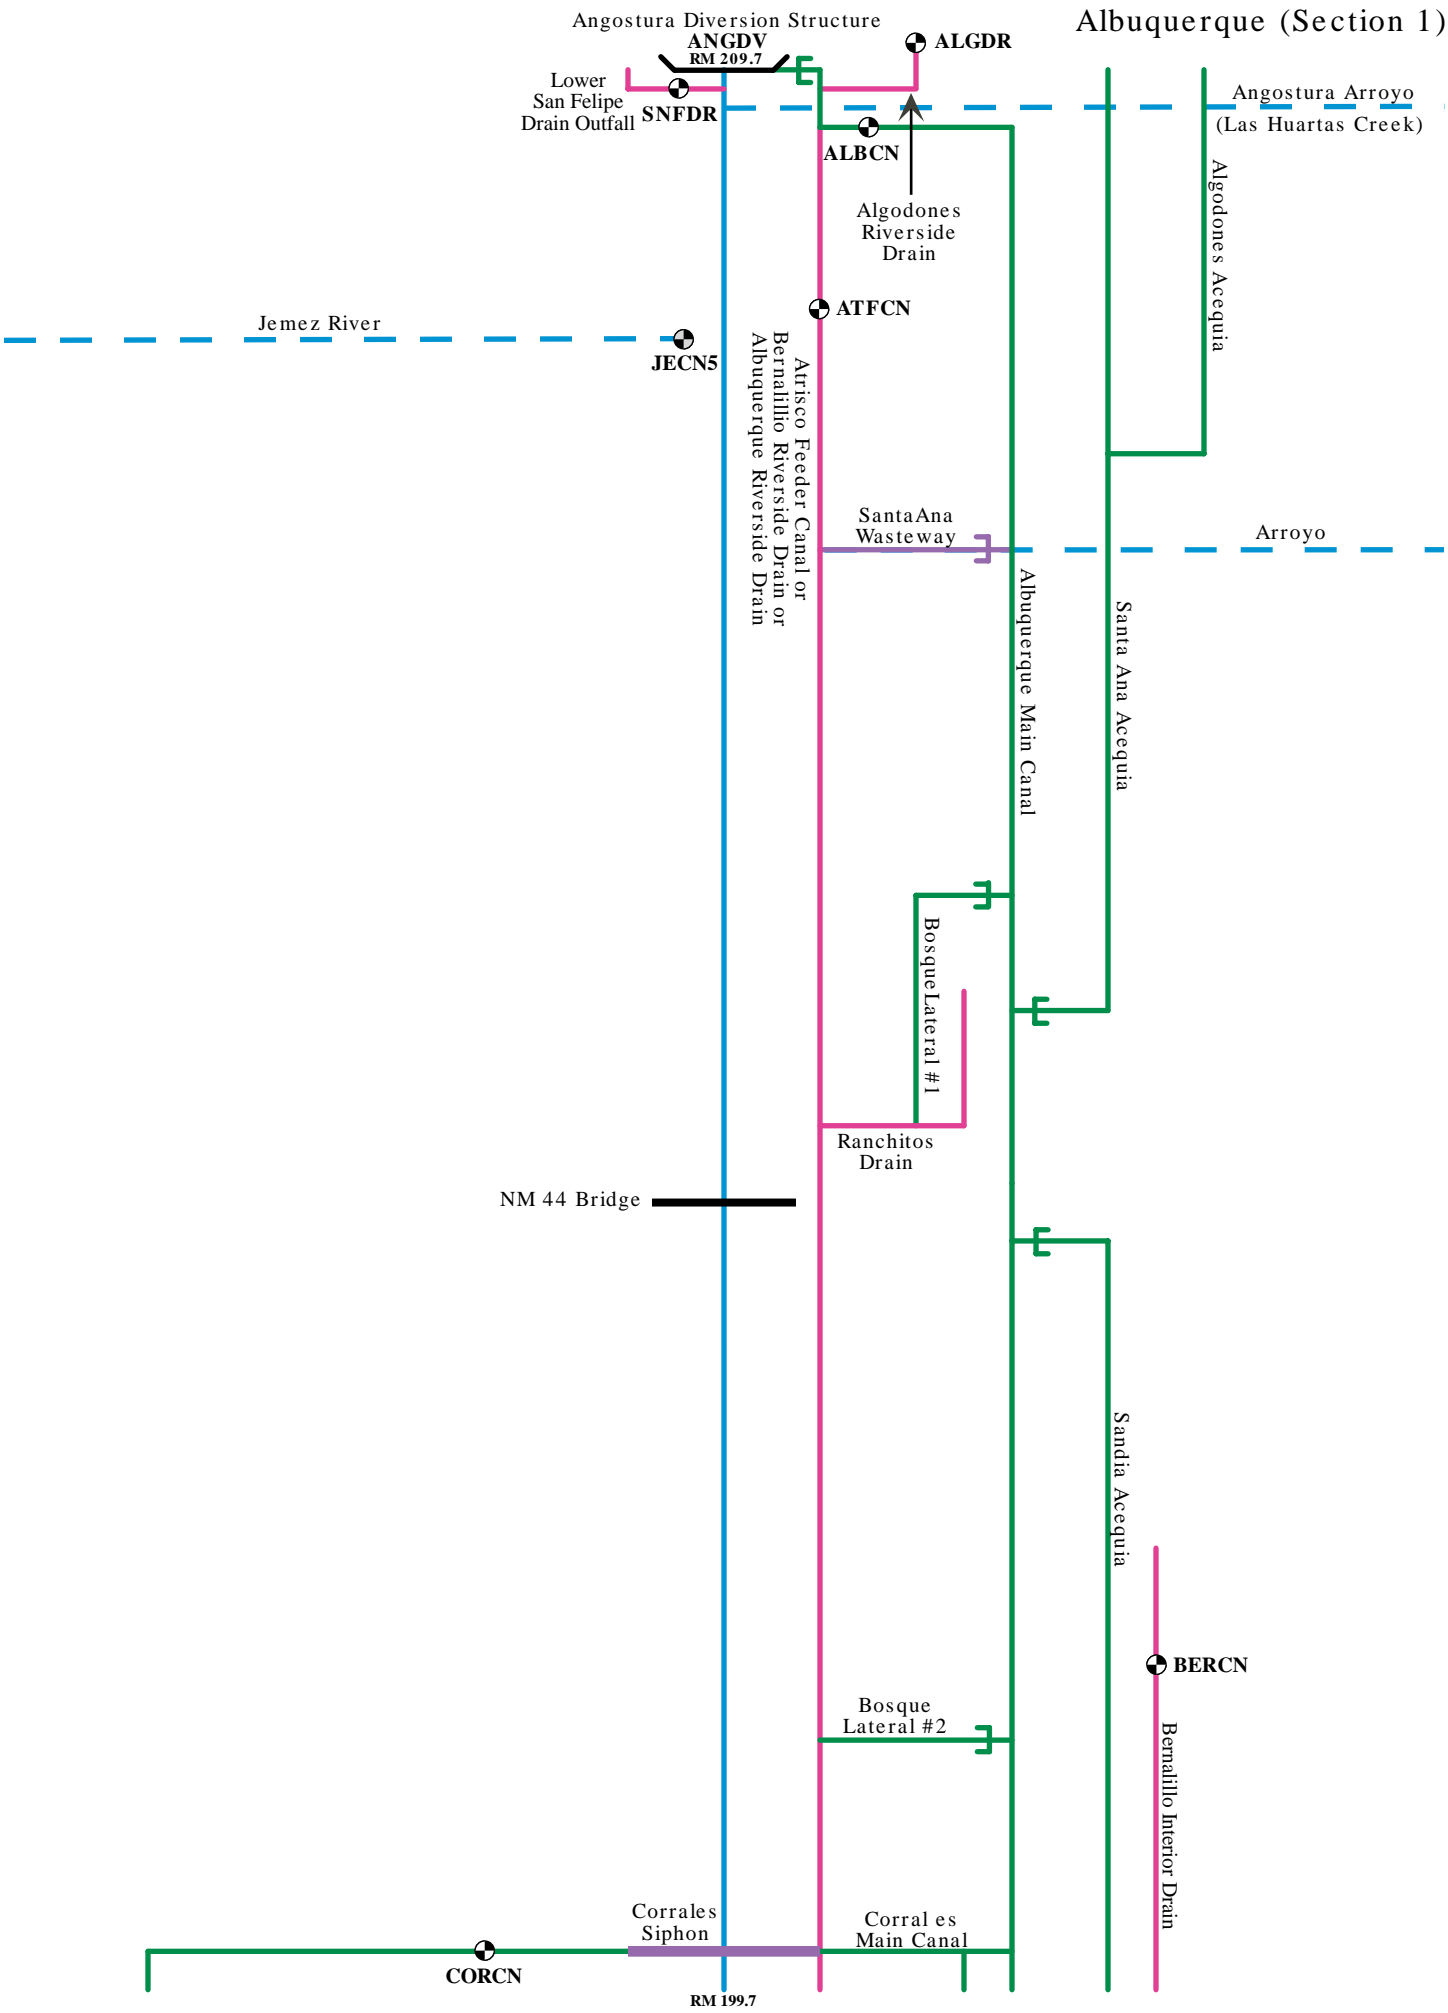 Albuquerque (Section 1)
Angostura Diversion Structure
ANGDV
RM 209.7
ALGDR
Lower
San Felipe
Drain Outfall
SNFDR
Angostura Arroyo
(Las Huartas Creek)
ALBCN
Algodones
Riverside
Drain
Algodones Acequia
ATFCN
Jemez River
JECN5
Atrisco Feeder Canal or
Bernalillio Riverside Drain or
Albuquerque Riverside Drain
Santa Ana
Wasteway
Arroyo
Albuquerque Main Canal
Santa Ana Acequia
Bosque Lateral #1
Ranchitos
Drain
NM 44 Bridge
Sandia Acequia
BERCN
Bosque
Lateral #2
Bernalillo Interior Drain
Corrales
Siphon
Corral es
Main Canal
CORCN
RM 199.7